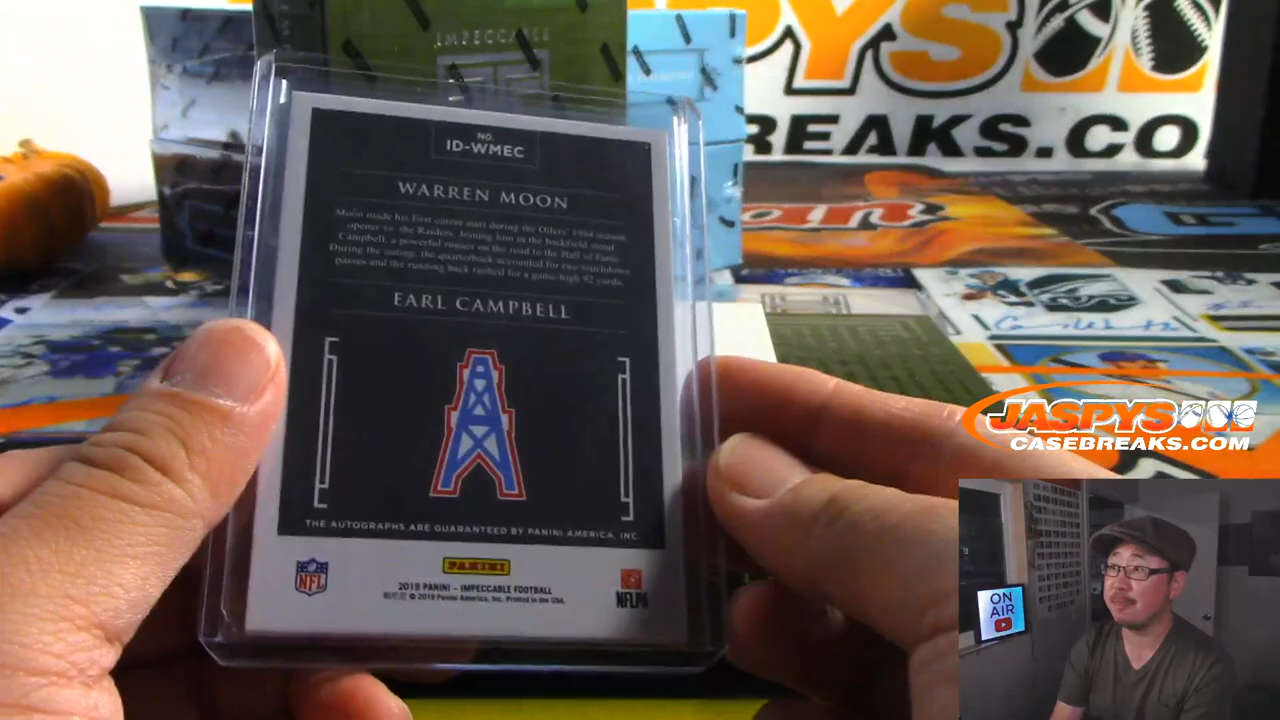 IMPECCABLE
JASPYS
BREAKS.CO
NO.
ID-WMEC
WARREN MOON
Moon made his first career start during the Oilers' 1984 season
opener vs. the Raiders. Joining him in the backfield stood
Campbell, a powerful runner on the road to the Hall of Fame.
During the outing, the quarterback accounted for two touchdown
passes and the running back rushed for a game-high 92 yards.
EARL CAMPBELL
THE AUTOGRAPHS ARE GUARANTEED BY PANINI AMERICA, INC.
NFL
PANINI
2019 PANINI - IMPECCABLE FOOTBALL
© 2019 Panini America, Inc. Printed in the USA.
NFLPA
JASPYS
CASEBREAKS.COM
ON
AIR